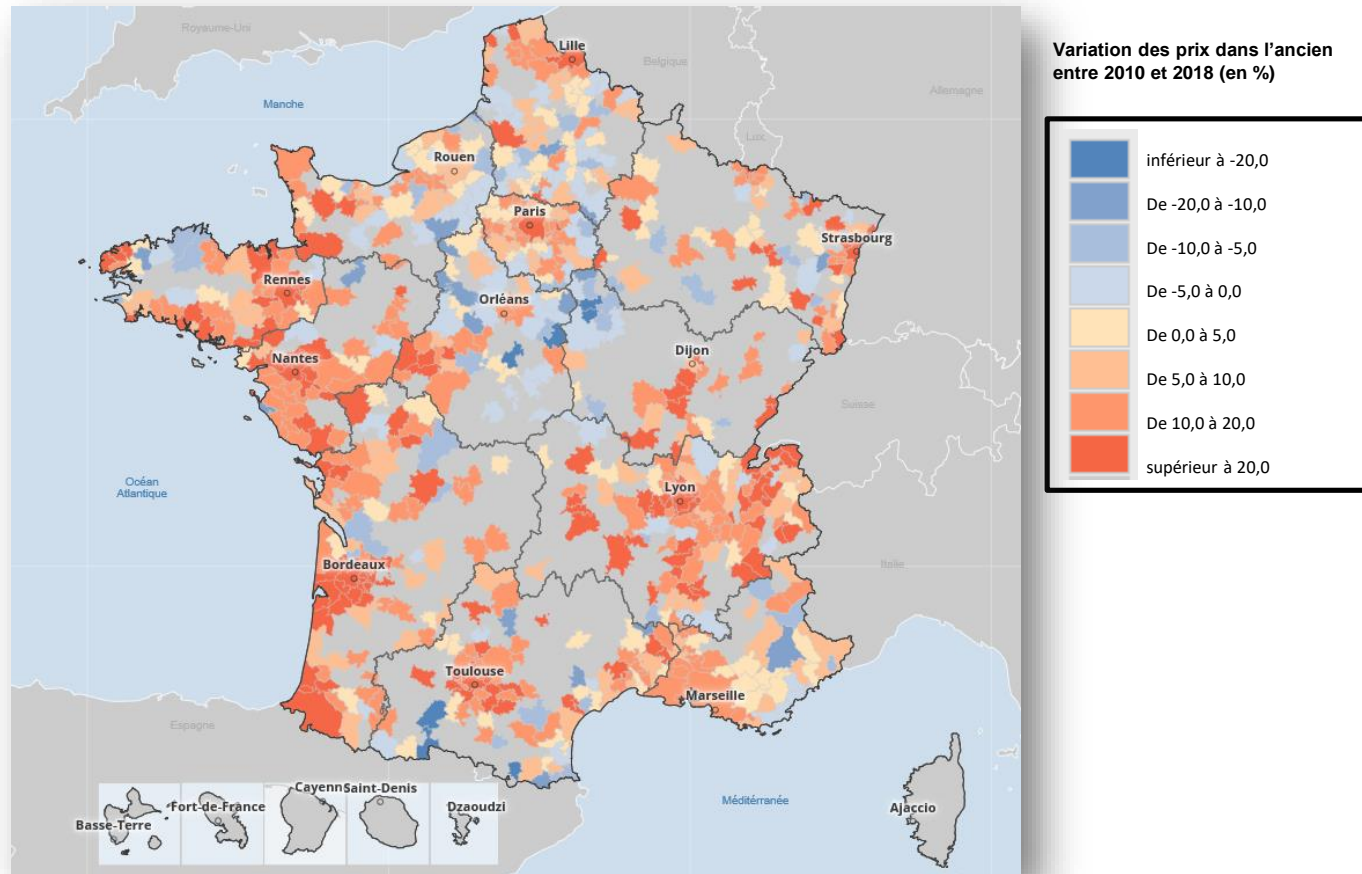 Royaume-Uni
Lille
Belgique
Allemagne
Manche
Lux.
Rouen
Paris
Strasbourg
Rennes
Orléans
Nantes
Dijon
Suisse
Océan
Atlantique
Lyon
Italie
Bordeaux
Toulouse
Marseille
Espagne
Méditérranée
Ajaccio
Basse-Terre
Fort-de-France
Cayenn
Saint-Denis
Dzaoudzi
Variation des prix dans l’ancien
entre 2010 et 2018 (en %)
inférieur à -20,0
De -20,0 à -10,0
De -10,0 à -5,0
De -5,0 à 0,0
De 0,0 à 5,0
De 5,0 à 10,0
De 10,0 à 20,0
supérieur à 20,0